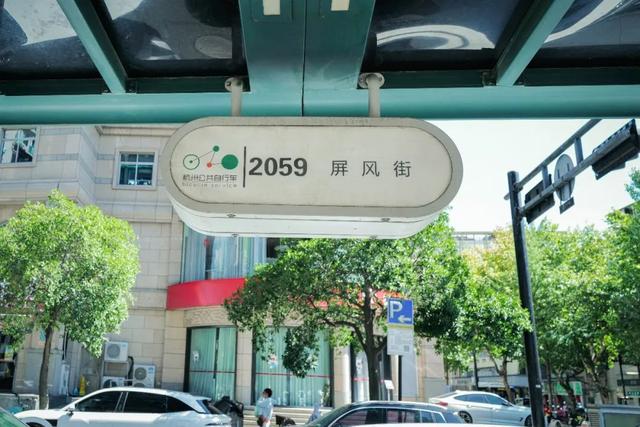 杭州公共自行车
bicycle service
2059 屏风街
P